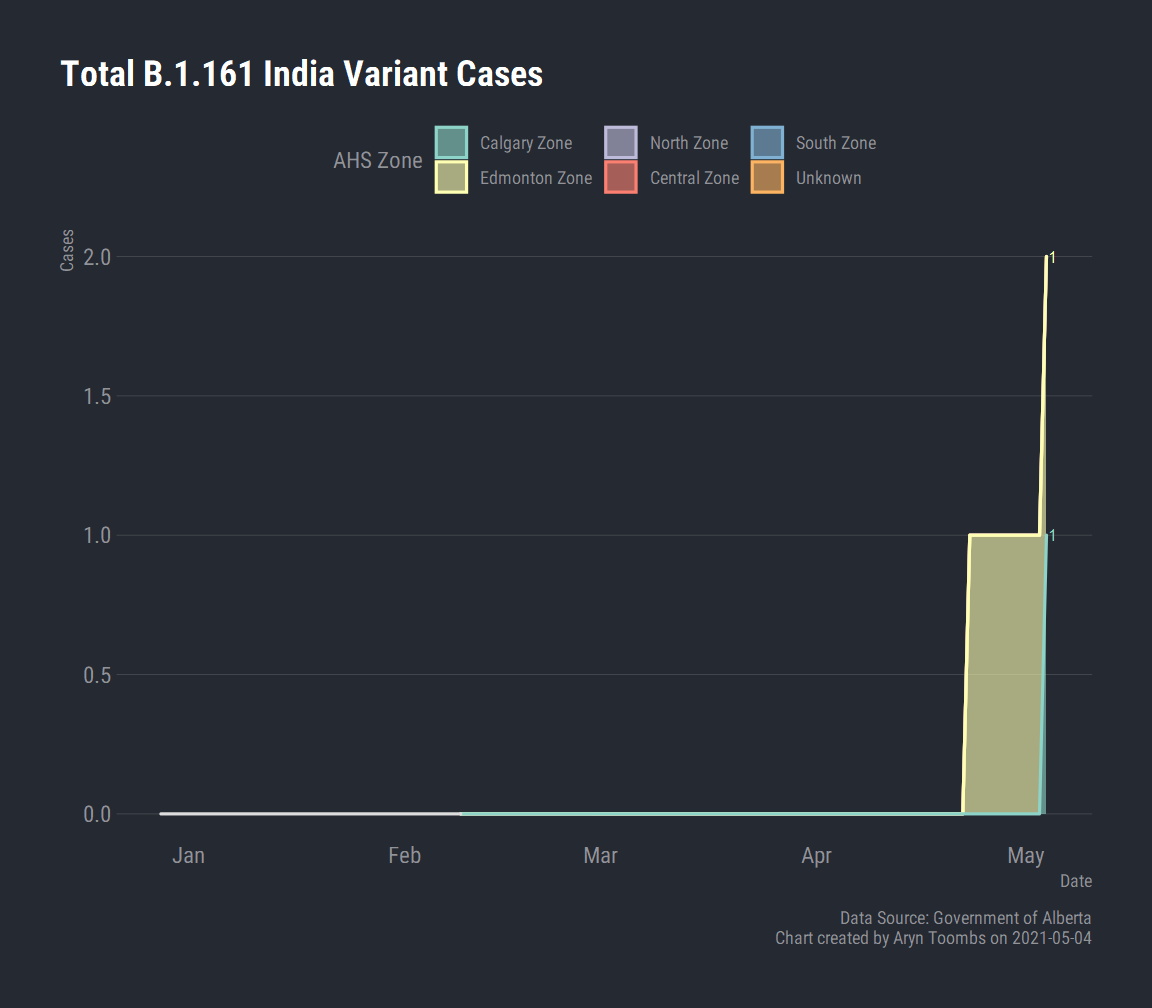 Total B.1.161 India Variant Cases
AHS Zone
Calgary Zone
North Zone
South Zone
Edmonton Zone
Central Zone
Unknown
Cases
2.0
1
1.5
1.0
1
0.5
0.0
Jan Feb Mar Apr May
Date
Data Source: Government of Alberta
Chart created by Aryn Toombs on 2021-05-04